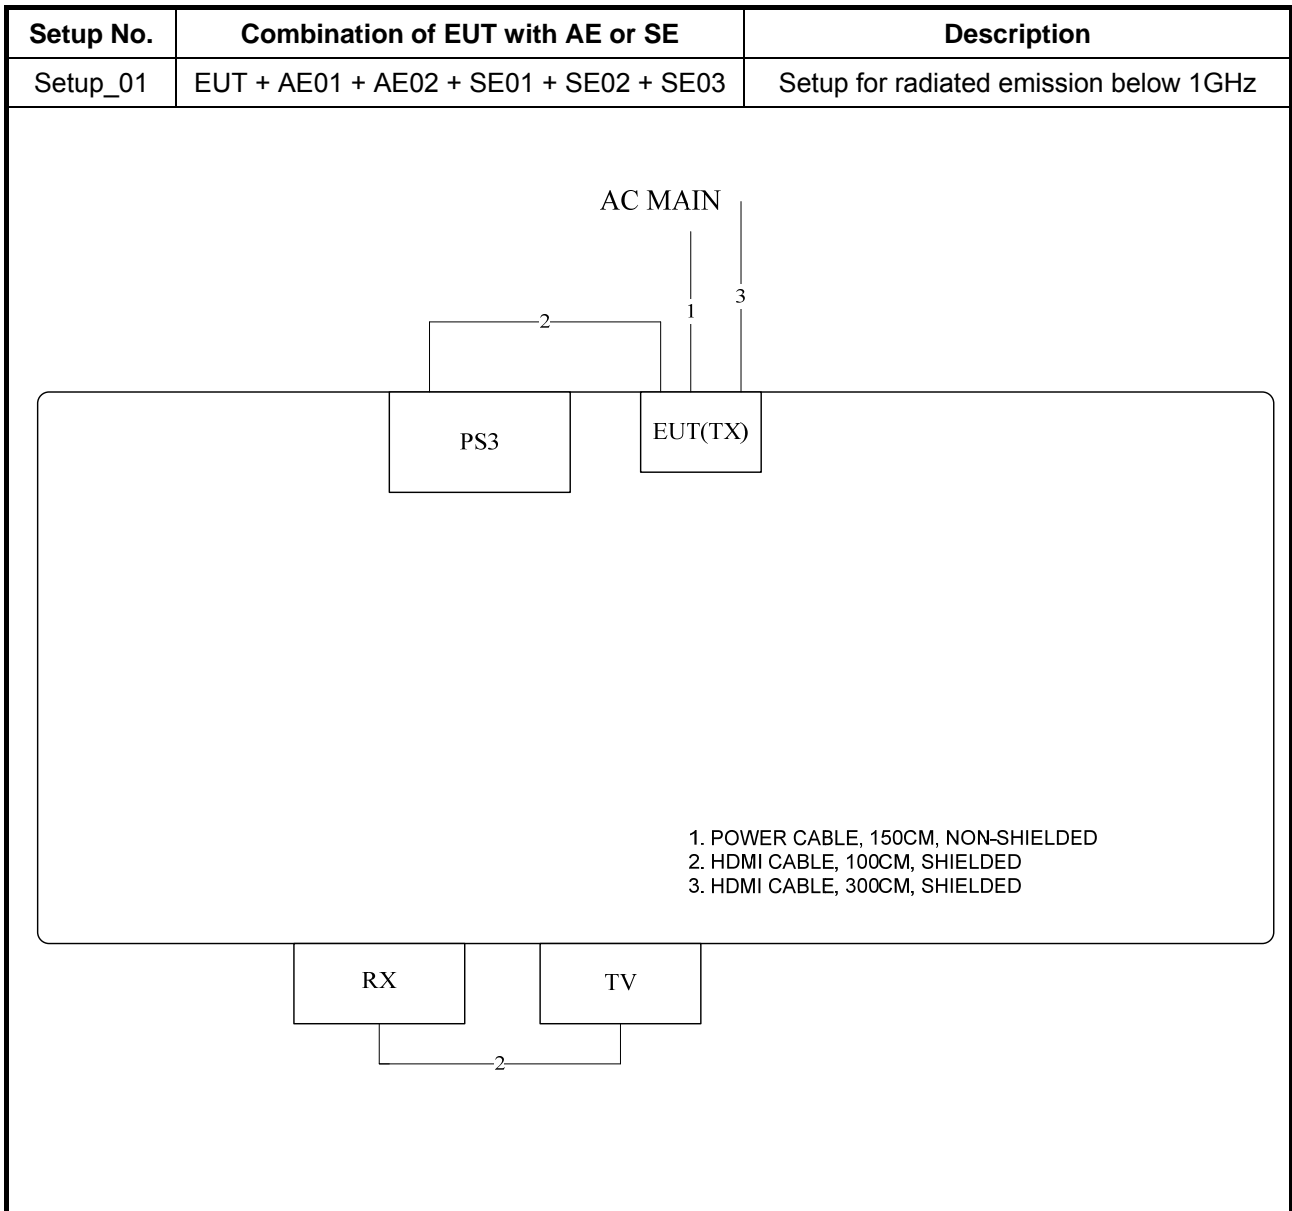 Setup No. Combination of EUT with AE or SE Description
Setup_01 EUT + AE01 + AE02 + SE01 + SE02 + SE03 Setup for radiated emission below 1GHz
AC MAIN
3
1
2
PS3
EUT(TX)
1. POWER CABLE, 150CM, NON-SHIELDED
2. HDMI CABLE, 100CM, SHIELDED
3. HDMI CABLE, 300CM, SHIELDED
RX
TV
2